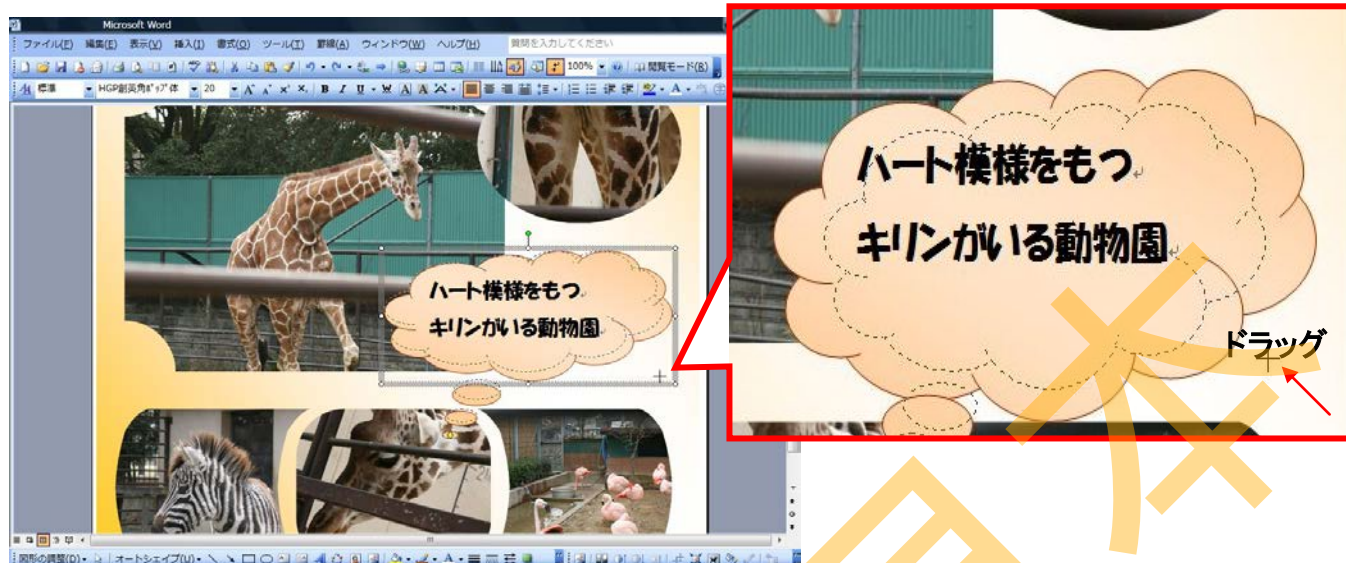 Microsoft Word
ファイル(F) 編集(E) 表示(V) 挿入(I) 書式(O) ツール(T) 罫線(A) ウィンドウ(W) ヘルプ(H) 質問を入力してください
100% 閲覧モード(R)
標準 HGP創英角ポップ体 20 B I U
ハート模様をもつ
キリンがいる動物園
ハート模様をもつ
キリンがいる動物園
ドラッグ
図形の調整(D) オートシェイプ(U)